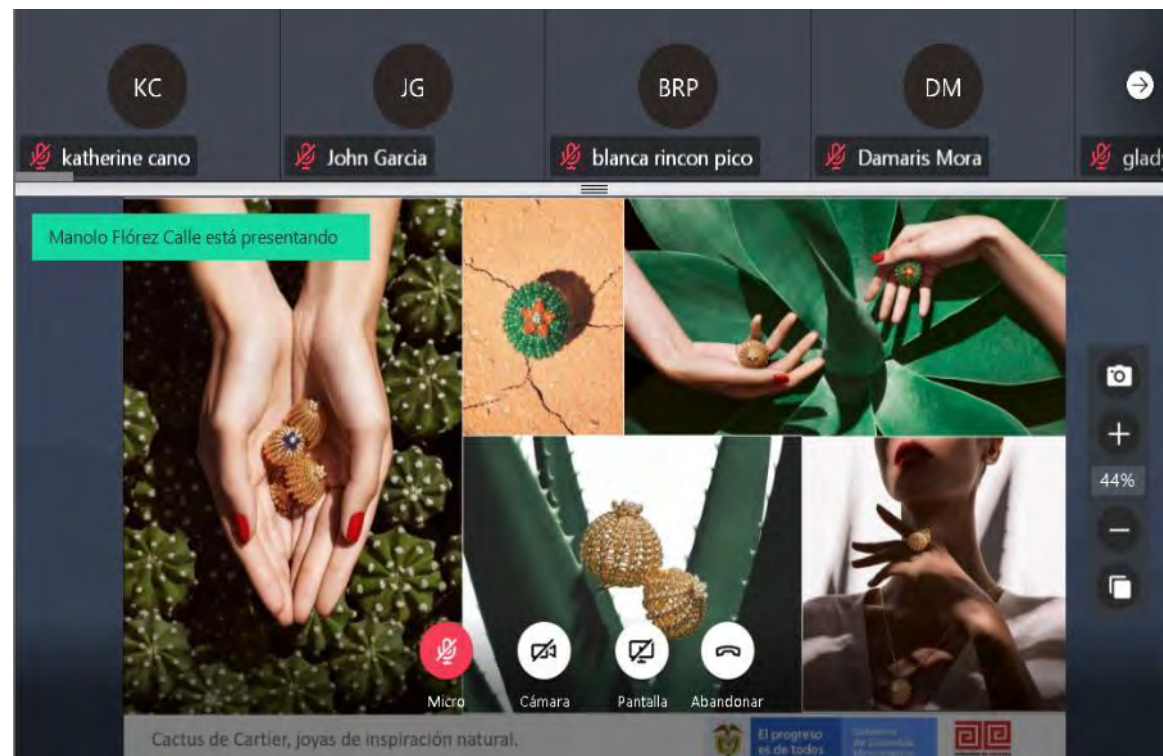 KC
JG
BRP
DM
katherine cano
John Garcia
blanca rincon pico
Damaris Mora
glad
Manolo Flórez Calle está presentando
44%
Micro
Cámara
Pantalla
Abandonar
Cactus de Cartier, joyas de inspiración natural.
El progreso
es de todos